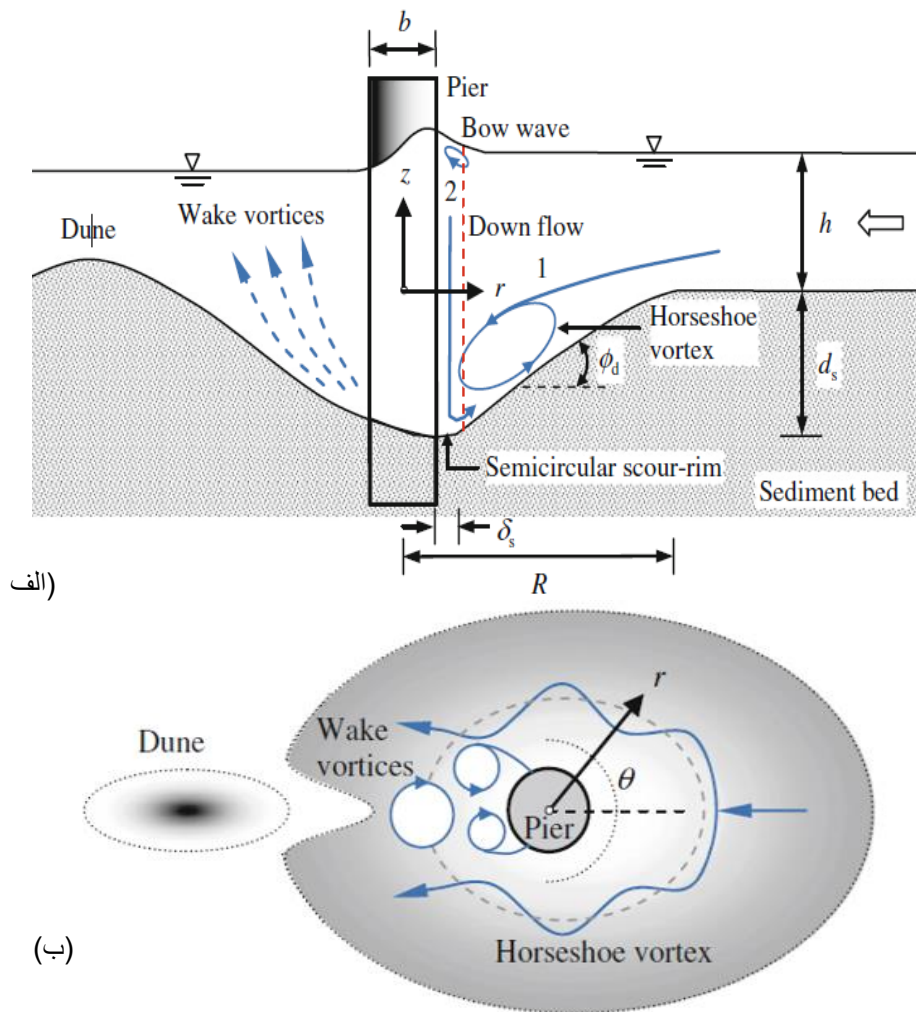 b
Pier
Bow wave
z
2
Wake vortices
Dune
Down flow
h
r
1
Horseshoe
vortex
ϕd
ds
Semicircular scour-rim
Sediment bed
δs
R
الف)
r
Wake
vortices
Dune
θ
Pier
Horseshoe vortex
(ب)